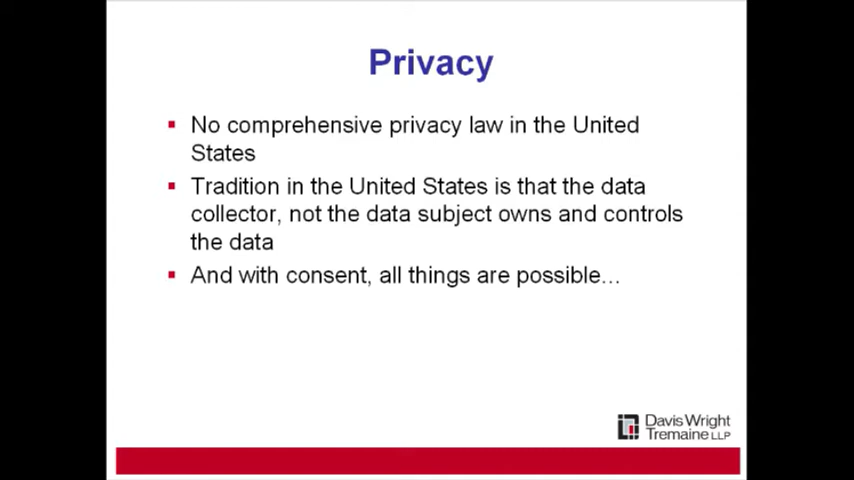 Privacy
No comprehensive privacy law in the United
States
Tradition in the United States is that the data
collector, not the data subject owns and controls
the data
And with consent, all things are possible…
Davis Wright
Tremaine LLP